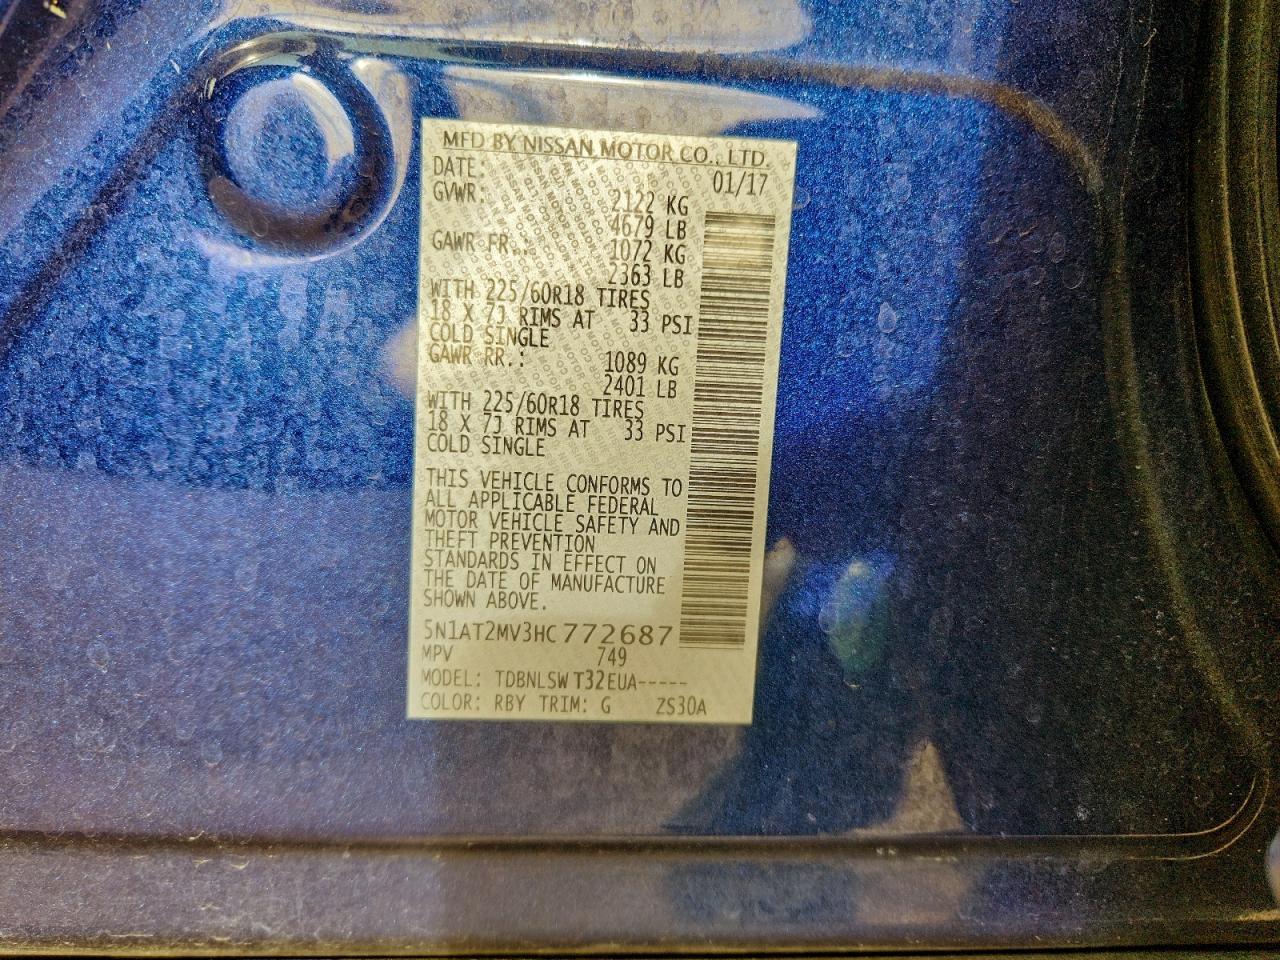 MFD BY NISSAN MOTOR CO., LTD.
DATE: 01/17
GVWR: 2122 KG
4679 LB
GAWR FR.: 1072 KG
2363 LB
WITH 225/60R18 TIRES
18 X 7J RIMS AT 33 PSI
COLD SINGLE
GAWR RR.: 1089 KG
2401 LB
WITH 225/60R18 TIRES
18 X 7J RIMS AT 33 PSI
COLD SINGLE
THIS VEHICLE CONFORMS TO
ALL APPLICABLE FEDERAL
MOTOR VEHICLE SAFETY AND
THEFT PREVENTION
STANDARDS IN EFFECT ON
THE DATE OF MANUFACTURE
SHOWN ABOVE.
5N1AT2MV3HC772687
MPV 749
MODEL: TDBNLSW T32EUA-----
COLOR: RBY TRIM: G ZS30A